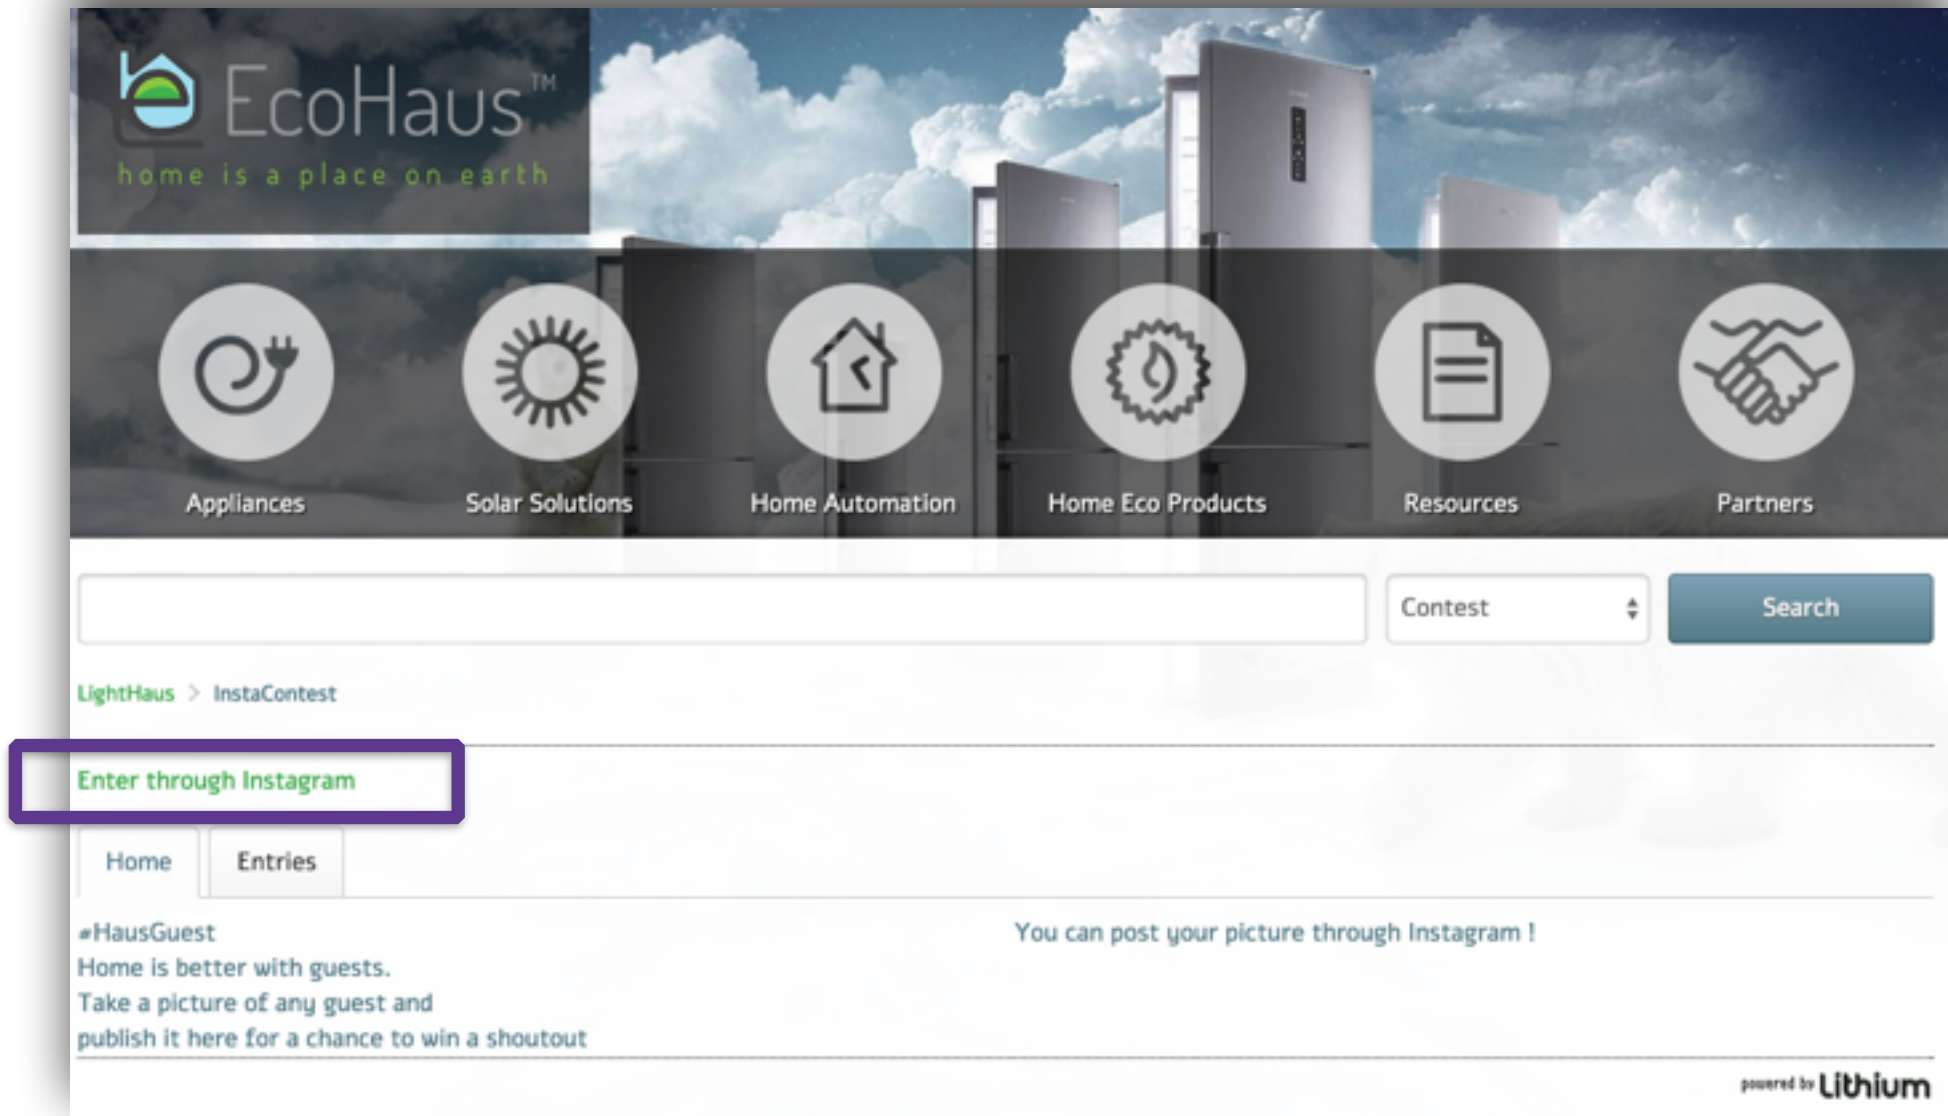 EcoHaus™
home is a place on earth
Appliances
Solar Solutions
Home Automation
Home Eco Products
Resources
Partners
Contest
Search
LightHaus > InstaContest
Enter through Instagram
Home
Entries
#HausGuest
Home is better with guests.
Take a picture of any guest and
publish it here for a chance to win a shoutout
You can post your picture through Instagram !
powered by Lithium